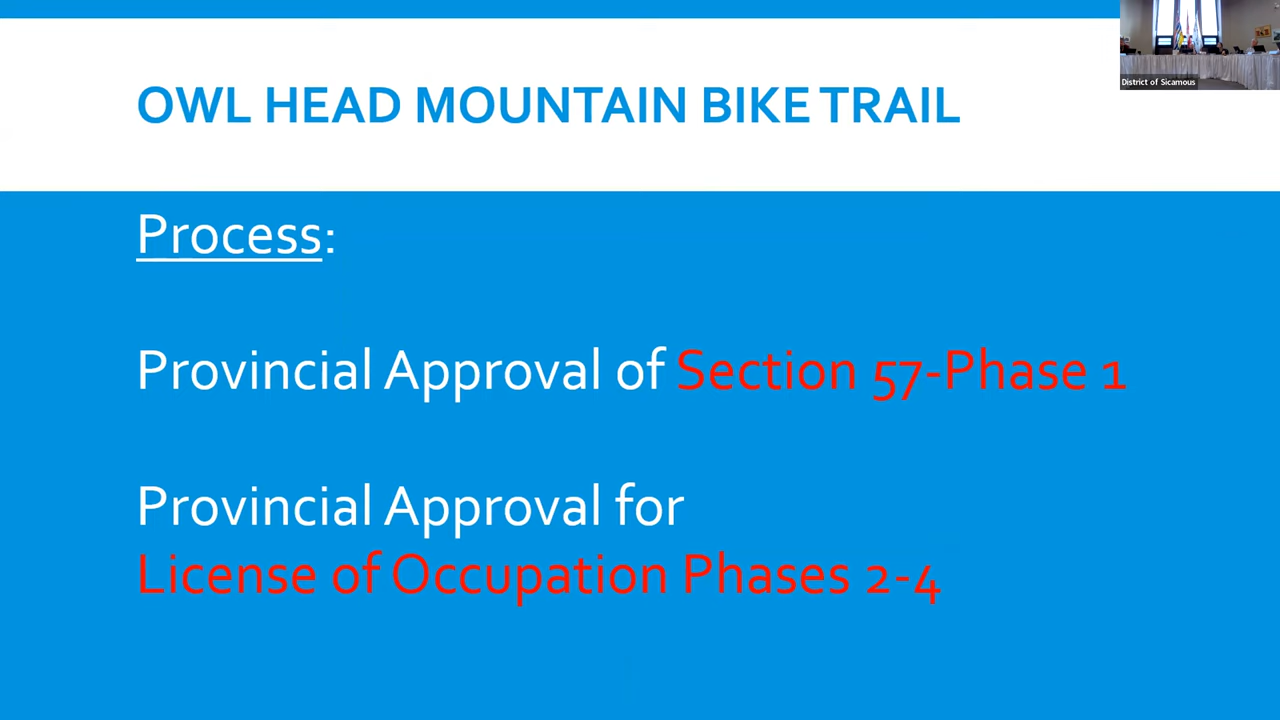 District of Sicamous
OWL HEAD MOUNTAIN BIKE TRAIL
Process:
Provincial Approval of Section 57-Phase 1
Provincial Approval for
License of Occupation Phases 2-4